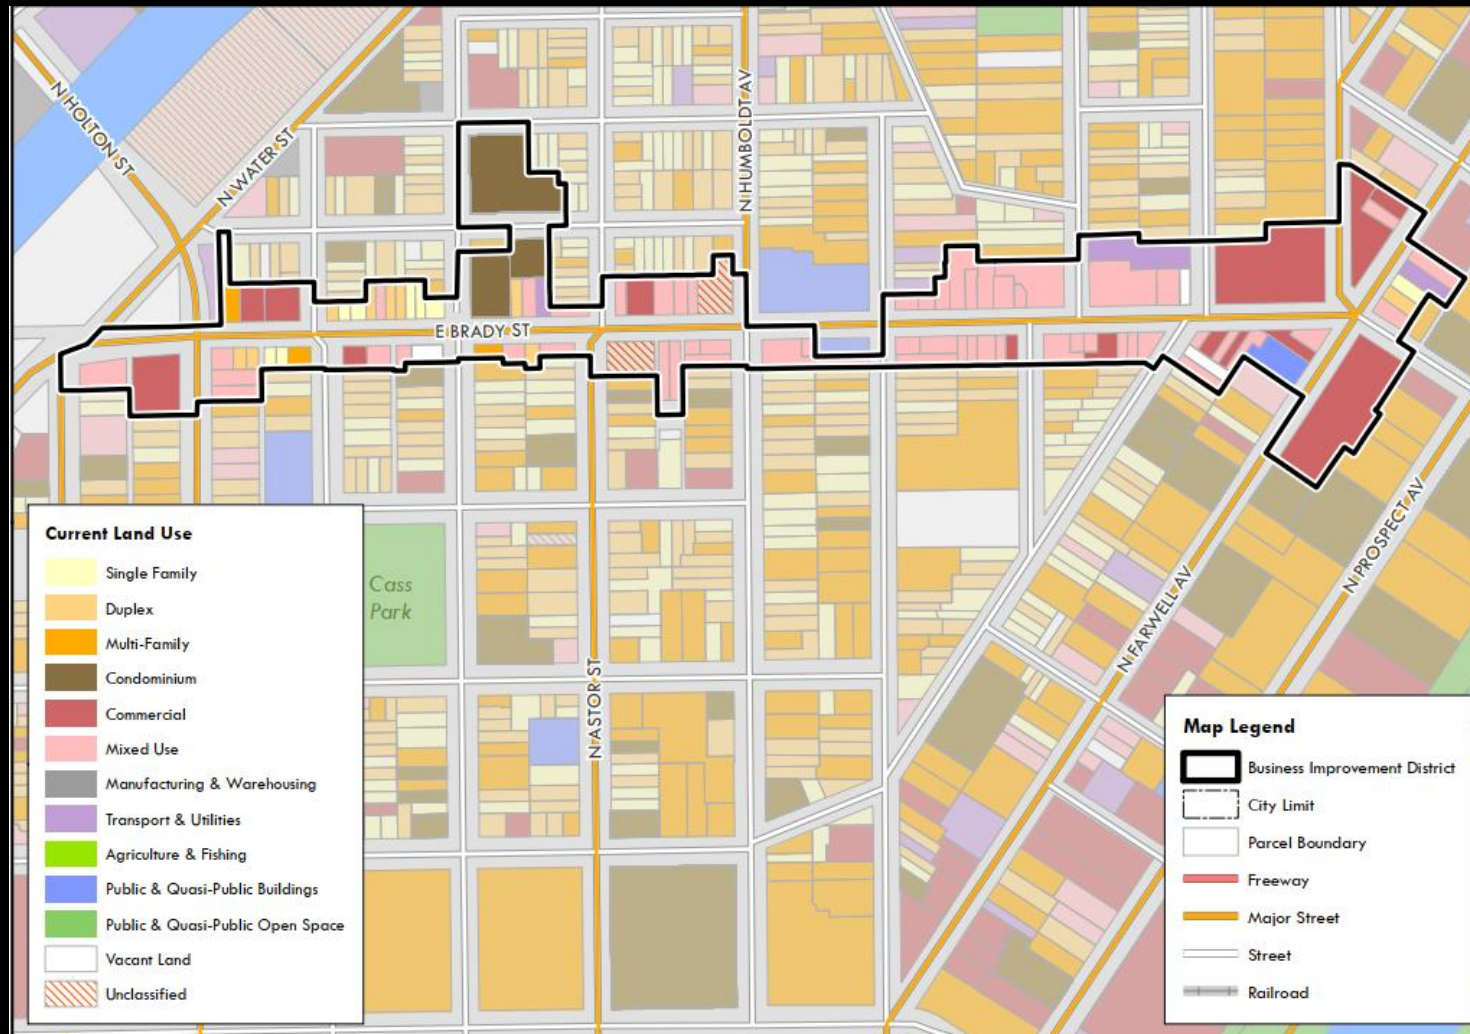 N HOLTON ST
N WATER ST
N HUMBOLDT AV
E BRADY ST
Cass
Park
N ASTOR ST
N FARWELL AV
N PROSPECT AV
Current Land Use
Single Family
Duplex
Multi-Family
Condominium
Commercial
Mixed Use
Manufacturing & Warehousing
Transport & Utilities
Agriculture & Fishing
Public & Quasi-Public Buildings
Public & Quasi-Public Open Space
Vacant Land
Unclassified
Map Legend
Business Improvement District
City Limit
Parcel Boundary
Freeway
Major Street
Street
Railroad